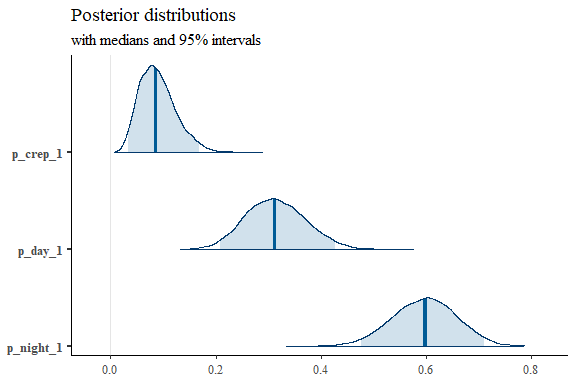 Posterior distributions
with medians and 95% intervals
p_crep_1
p_day_1
p_night_1
0.0 0.2 0.4 0.6 0.8